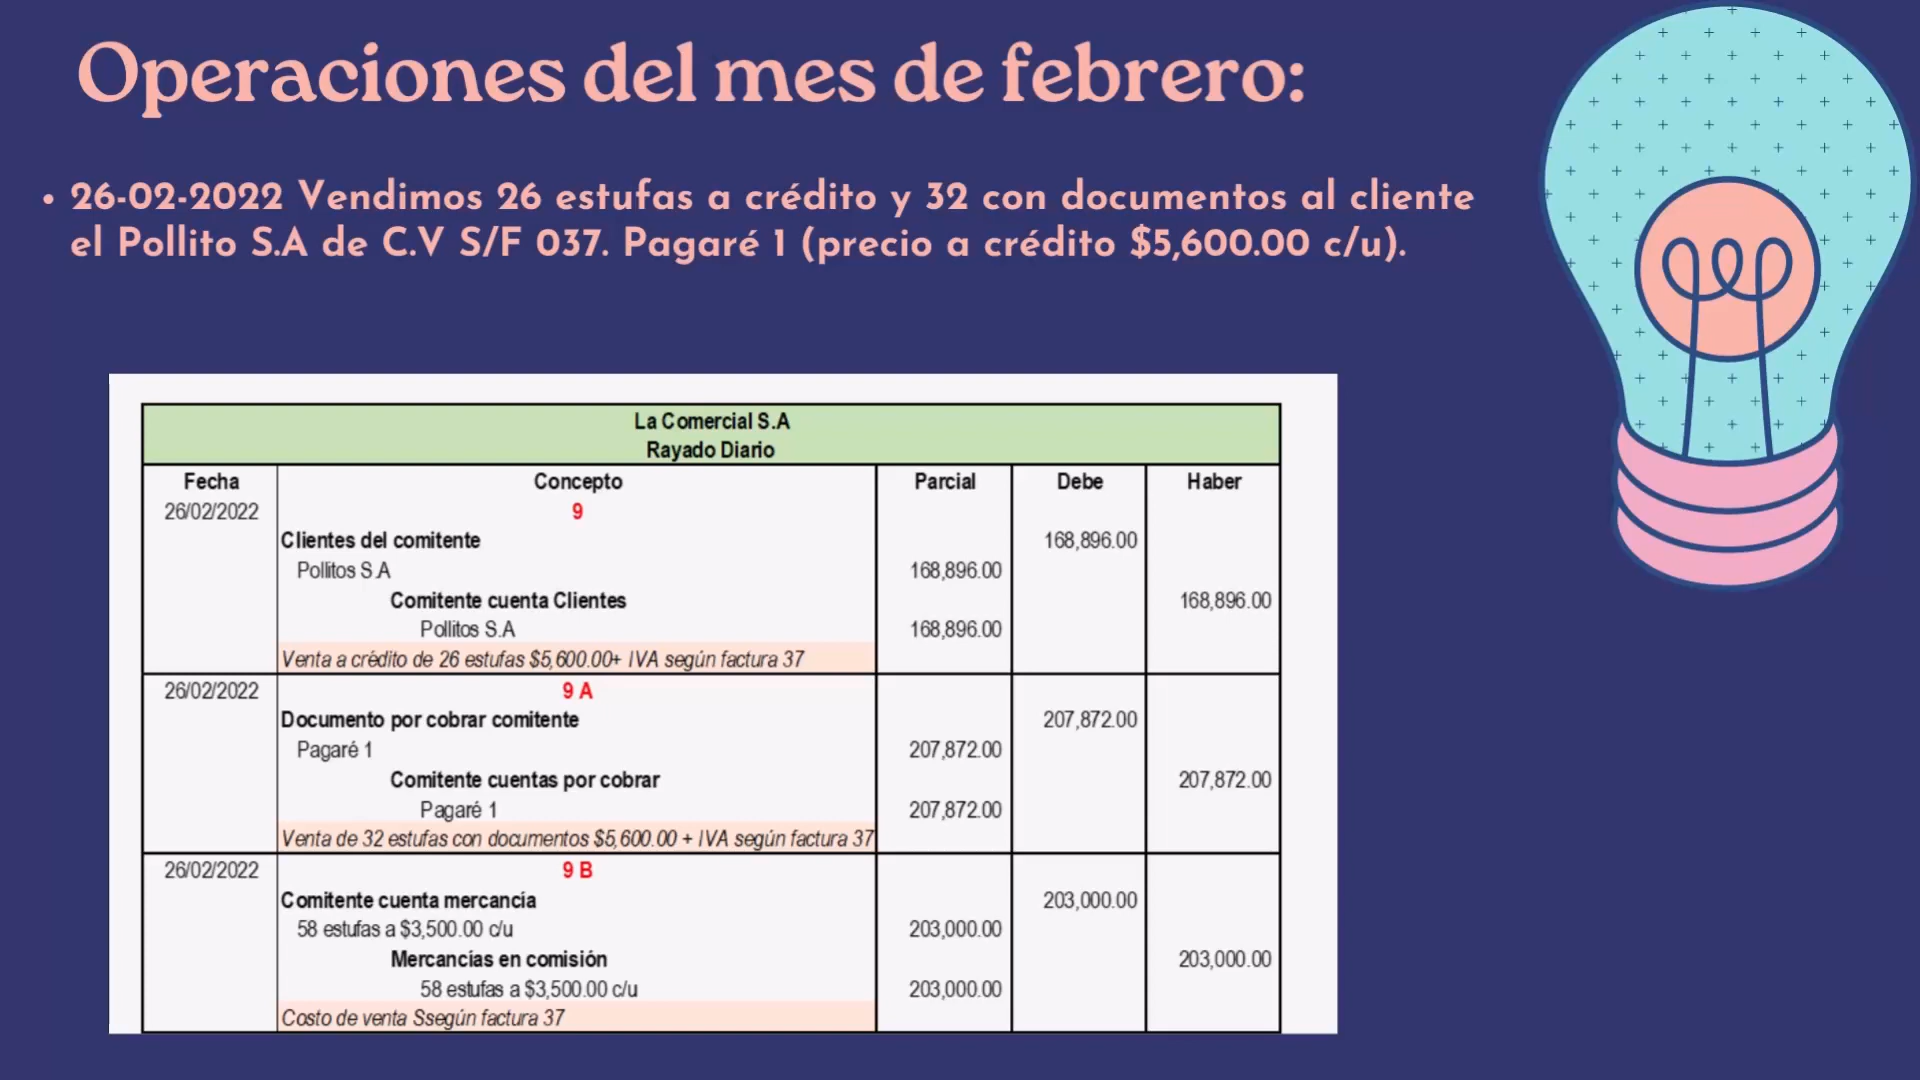 Operaciones del mes de febrero:
• 26-02-2022 Vendimos 26 estufas a crédito y 32 con documentos al cliente
el Pollito S.A de C.V S/F 037. Pagaré 1 (precio a crédito $5,600.00 c/u).
La Comercial S.A
Rayado Diario
Fecha Concepto Parcial Debe Haber
26/02/2022 9
Clientes del comitente 168,896.00
Pollitos S.A 168,896.00
Comitente cuenta Clientes 168,896.00
Pollitos S.A 168,896.00
Venta a crédito de 26 estufas $5,600.00+ IVA según factura 37
26/02/2022 9 A
Documento por cobrar comitente 207,872.00
Pagaré 1 207,872.00
Comitente cuentas por cobrar 207,872.00
Pagaré 1 207,872.00
Venta de 32 estufas con documentos $5,600.00 + IVA según factura 37
26/02/2022 9 B
Comitente cuenta mercancía 203,000.00
58 estufas a $3,500.00 c/u 203,000.00
Mercancías en comisión 203,000.00
58 estufas a $3,500.00 c/u 203,000.00
Costo de venta Ssegún factura 37